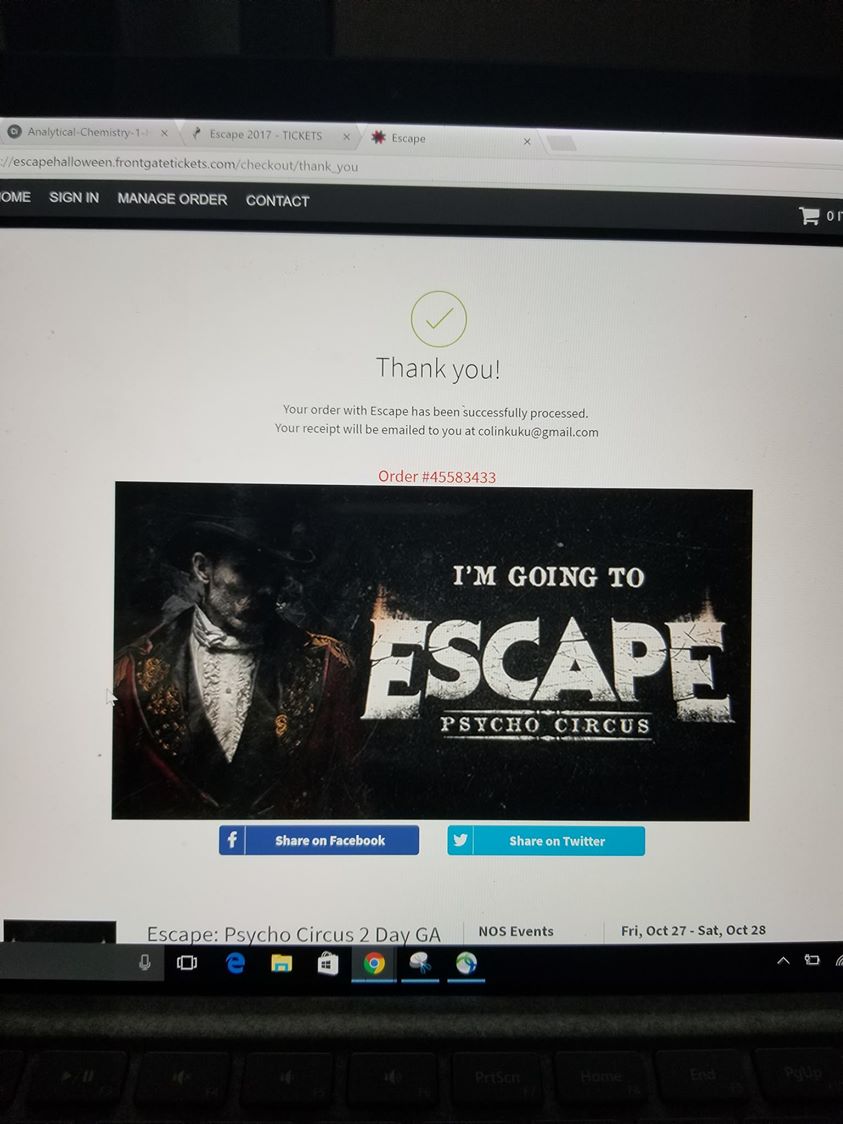 Analytical-Chemistry-1-
Escape 2017 - TICKETS
Escape
://escapehalloween.frontgatetickets.com/checkout/thank_you
OME SIGN IN MANAGE ORDER CONTACT
0 IT
Thank you!
Your order with Escape has been successfully processed.
Your receipt will be emailed to you at colinkuku@gmail.com
Order #45583433
I'M GOING TO
ESCAPE
PSYCHO CIRCUS
Share on Facebook
Share on Twitter
Escape: Psycho Circus 2 Day GA
NOS Events
Fri, Oct 27 - Sat, Oct 28
PrtScn
Home
End
PgUp